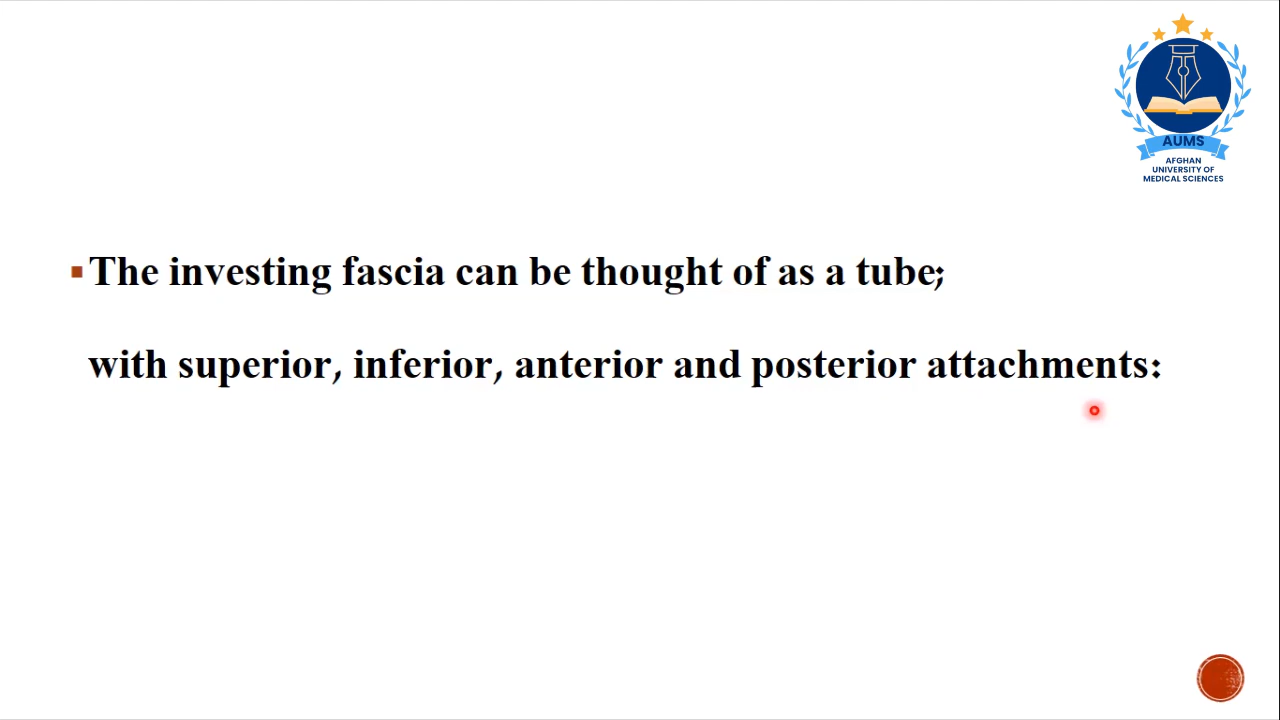 AUMS
AFGHAN
UNIVERSITY OF
MEDICAL SCIENCES
The investing fascia can be thought of as a tube;
with superior, inferior, anterior and posterior attachments: